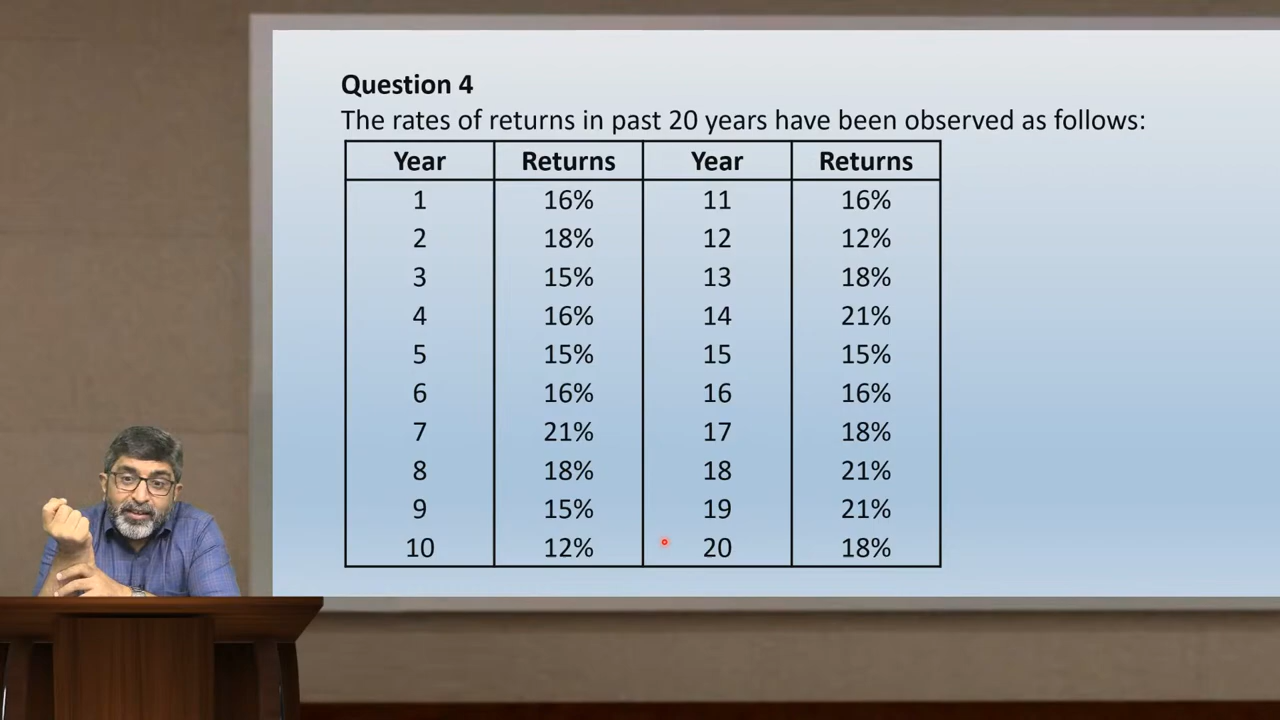 Question 4
The rates of returns in past 20 years have been observed as follows:
Year Returns Year Returns
1 16% 11 16%
2 18% 12 12%
3 15% 13 18%
4 16% 14 21%
5 15% 15 15%
6 16% 16 16%
7 21% 17 18%
8 18% 18 21%
9 15% 19 21%
10 12% 20 18%